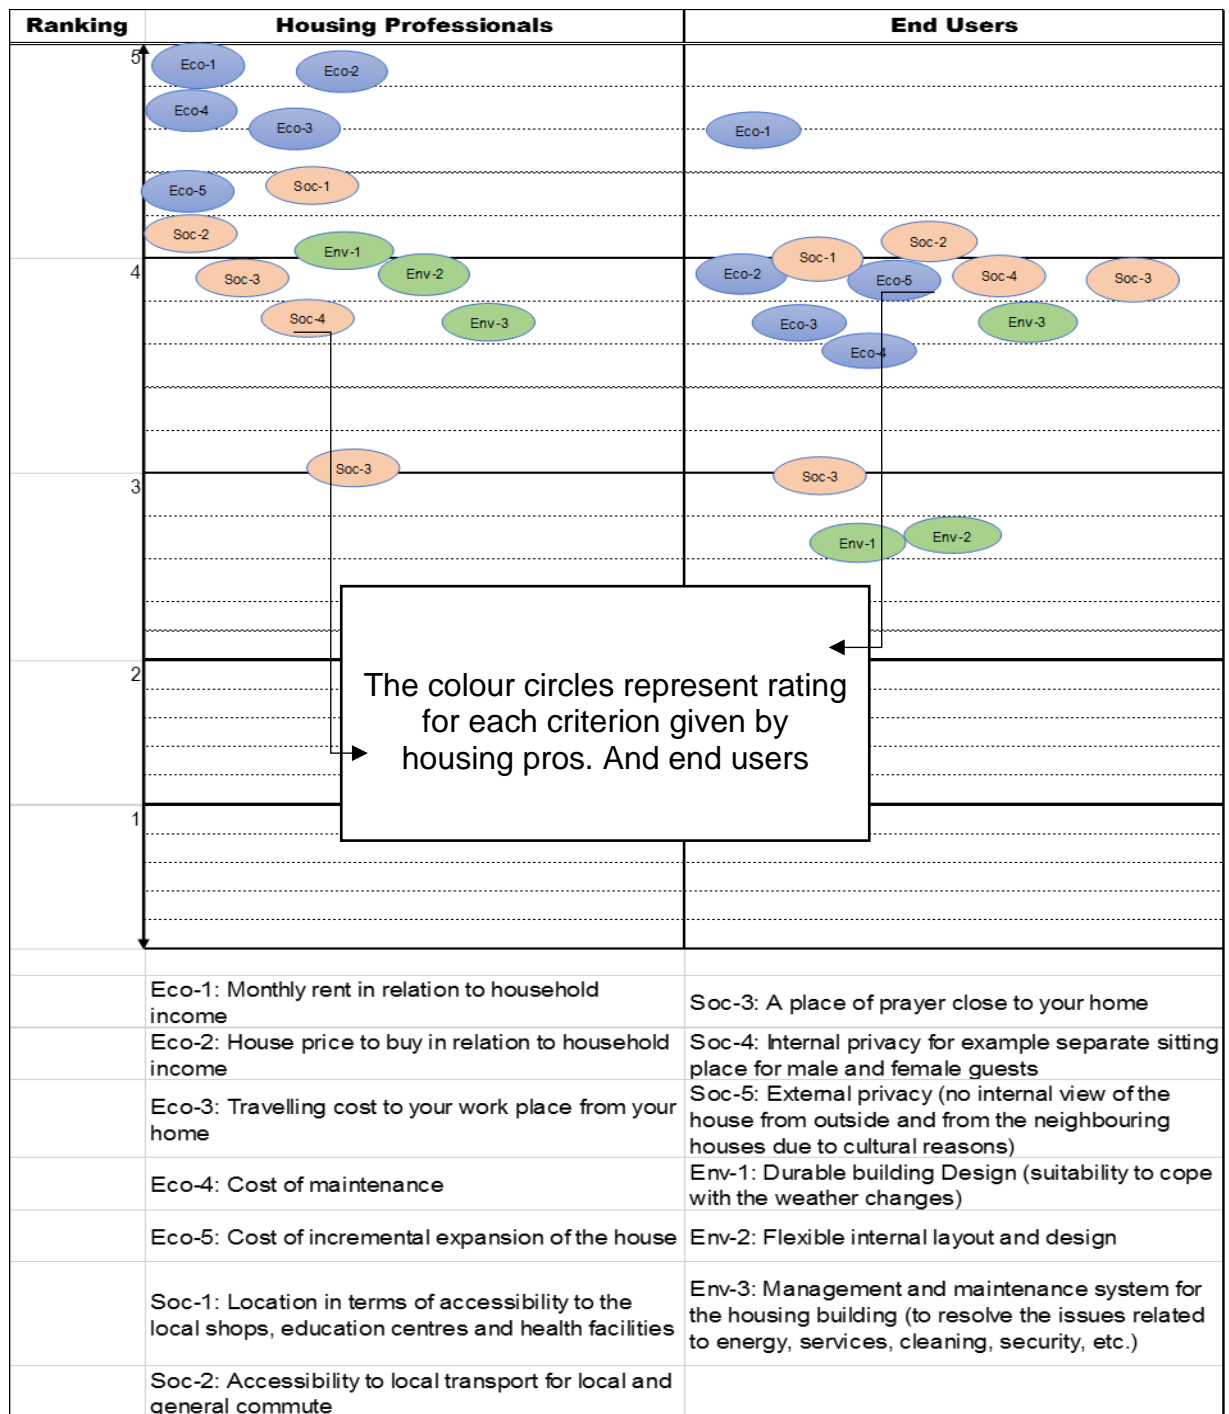 Ranking Housing Professionals End Users
5
Eco-1
Eco-2
Eco-4
Eco-3
Eco-1
Eco-5
Soc-1
Soc-2
Env-1
Soc-2
Soc-1
4
Soc-3
Env-2
Eco-2
Eco-5
Soc-4
Soc-3
Soc-4
Env-3
Eco-3
Env-3
Eco-4
Soc-3
Soc-3
3
Env-1
Env-2
The colour circles represent rating
for each criterion given by
housing pros. And end users
2
1
Eco-1: Monthly rent in relation to household
income
Soc-3: A place of prayer close to your home
Eco-2: House price to buy in relation to household
income
Soc-4: Internal privacy for example separate sitting
place for male and female guests
Eco-3: Travelling cost to your work place from your
home
Soc-5: External privacy (no internal view of the
house from outside and from the neighbouring
houses due to cultural reasons)
Eco-4: Cost of maintenance
Env-1: Durable building Design (suitability to cope
with the weather changes)
Eco-5: Cost of incremental expansion of the house
Env-2: Flexible internal layout and design
Soc-1: Location in terms of accessibility to the
local shops, education centres and health facilities
Env-3: Management and maintenance system for
the housing building (to resolve the issues related
to energy, services, cleaning, security, etc.)
Soc-2: Accessibility to local transport for local and
general commute